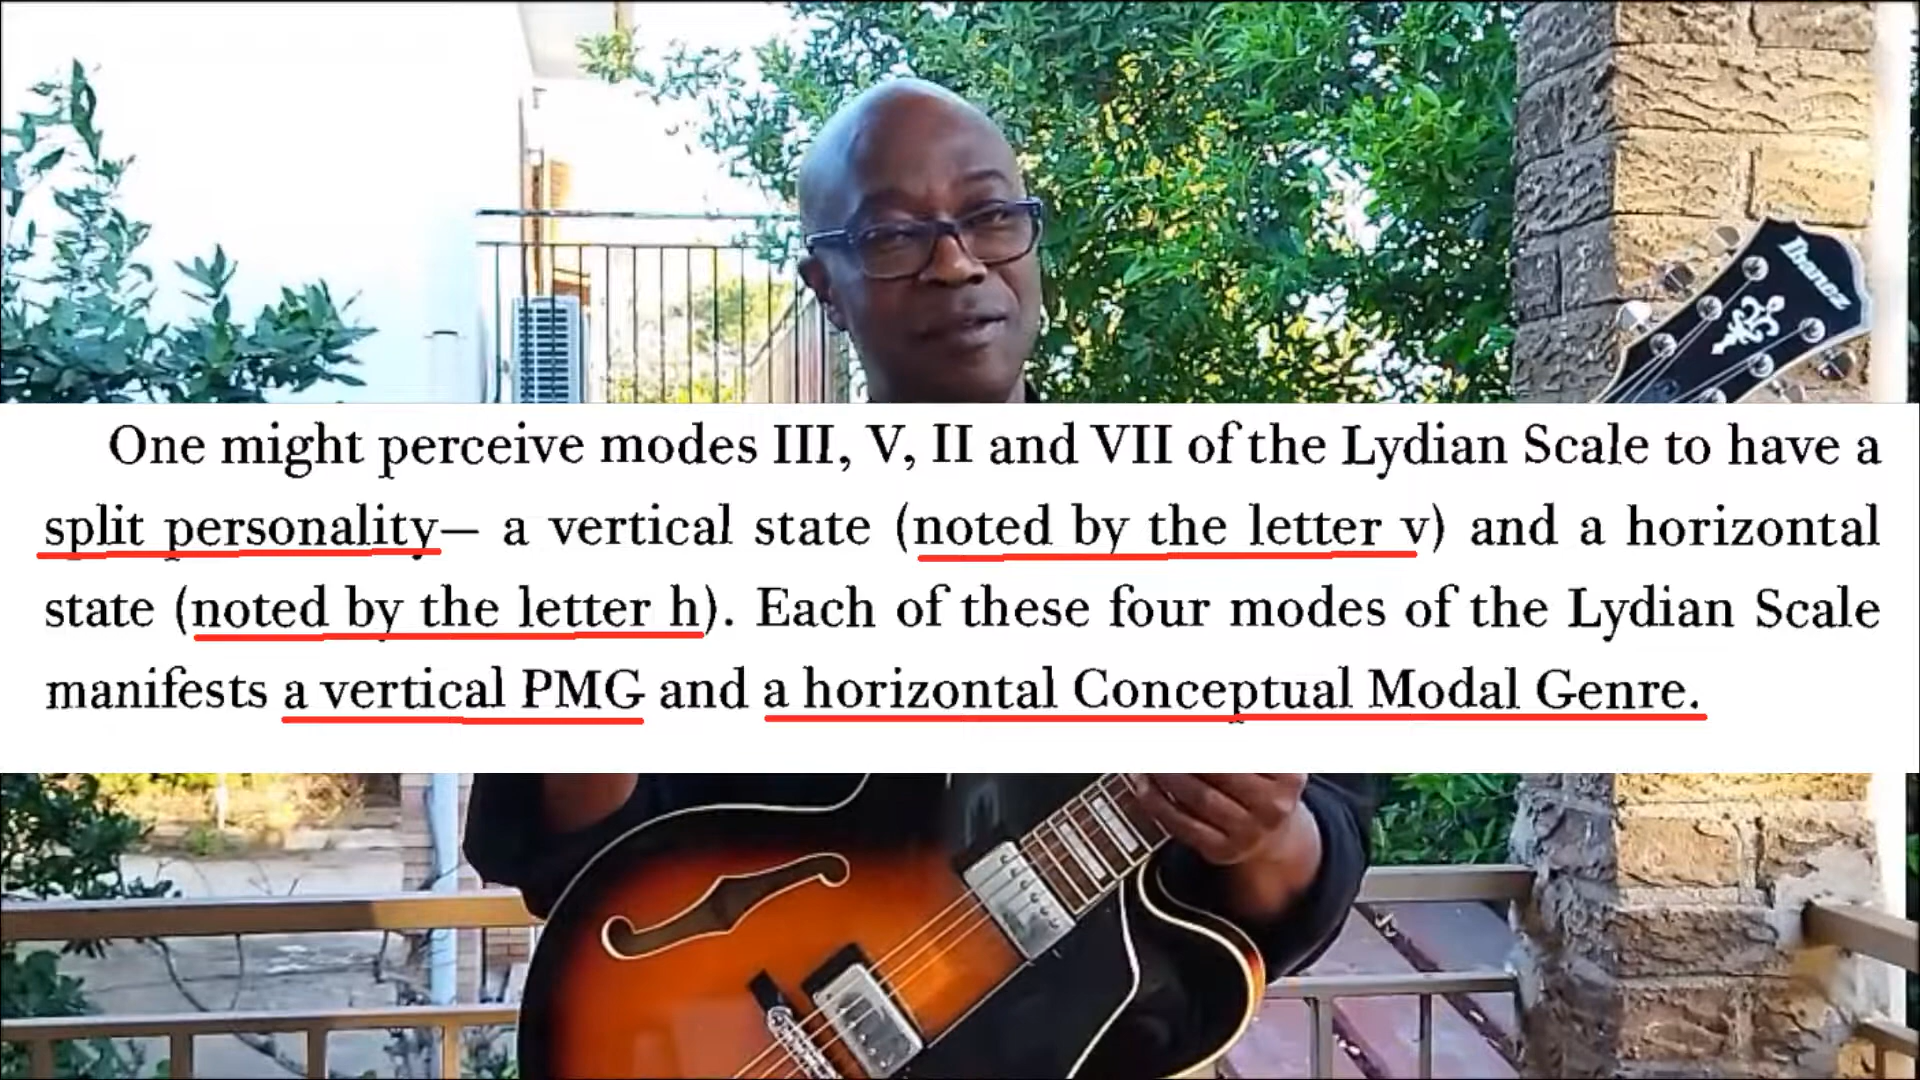 Ibanez
One might perceive modes III, V, II and VII of the Lydian Scale to have a
split personality— a vertical state (noted by the letter v) and a horizontal
state (noted by the letter h). Each of these four modes of the Lydian Scale
manifests a vertical PMG and a horizontal Conceptual Modal Genre.